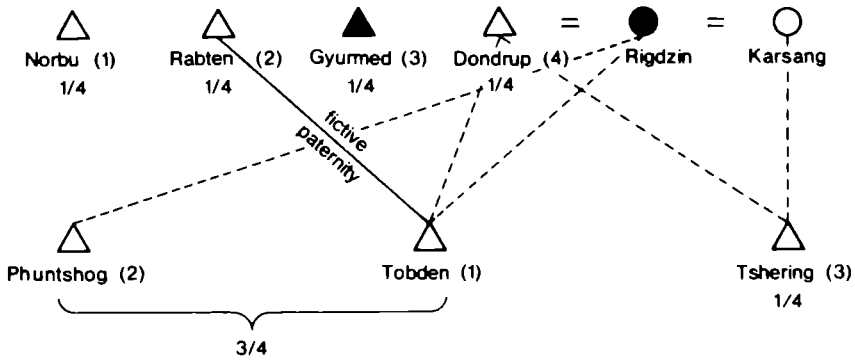 = =
Norbu (1) Rabten (2) Gyurmed (3) Dondrup (4) Rigdzin Karsang
1/4 1/4 1/4 1/4
fictive
paternity
Phuntshog (2) Tobden (1) Tshering (3)
1/4
3/4